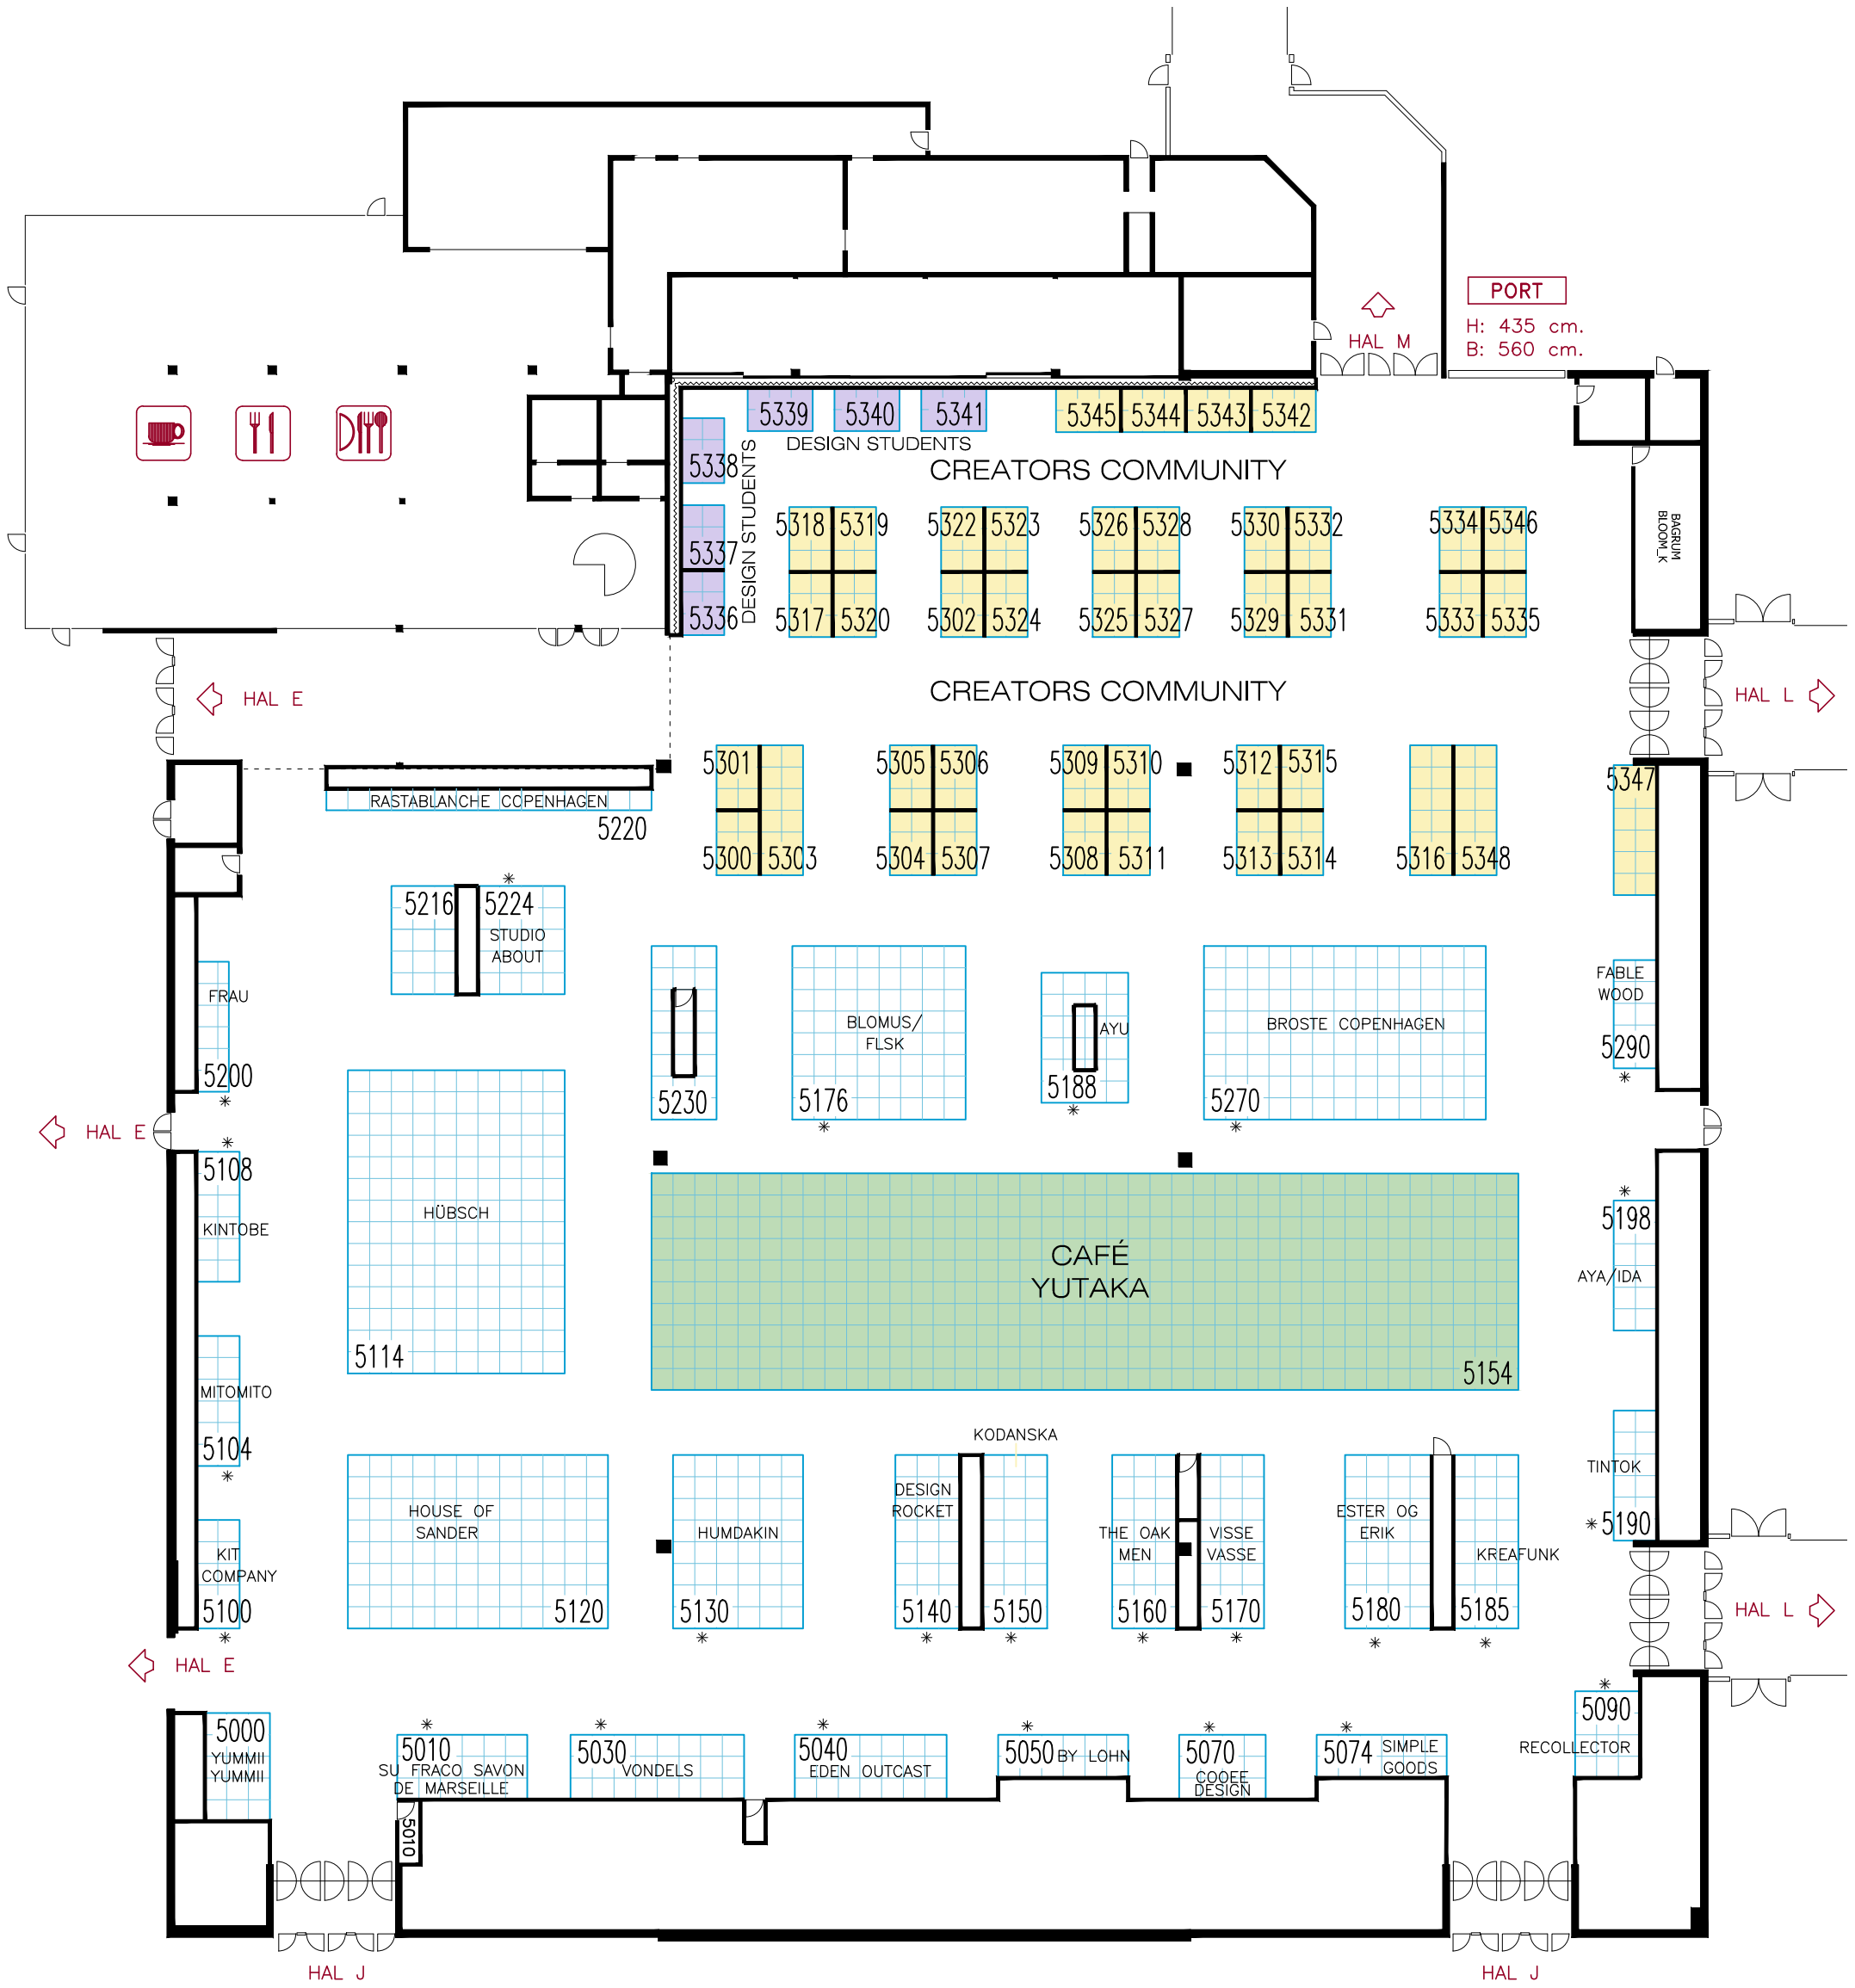 PORT
H: 435 cm.
B: 560 cm.
HAL M
5339
5340
5341
5345
5344
5343
5342
DESIGN STUDENTS
5338
DESIGN STUDENTS
CREATORS COMMUNITY
5337
5336
5318
5319
5322
5323
5326
5328
5330
5332
5334
5346
BAGRUM
BLOOM_K
5317
5320
5302
5324
5325
5327
5329
5331
5333
5335
HAL E
CREATORS COMMUNITY
HAL L
5301
5305
5306
5309
5310
5312
5315
5347
RASTABLANCHE COPENHAGEN
5220
5300
5303
5304
5307
5308
5311
5313
5314
5316
5348
5216
5224
STUDIO
ABOUT
FRAU
5200
5230
BLOMUS/
FLSK
5176
AYU
5188
BROSTE COPENHAGEN
5270
FABLE
WOOD
5290
HAL E
5108
KINTOBE
HÜBSCH
5114
CAFÉ
YUTAKA
5154
5198
AYA/IDA
MITOMITO
5104
KODANSKA
TINTOK
5190
KIT
COMPANY
5100
HOUSE OF
SANDER
5120
HUMDAKIN
5130
DESIGN
ROCKET
5140
5150
THE OAK
MEN
5160
VISSE
VASSE
5170
ESTER OG
ERIK
5180
KREAFUNK
5185
HAL L
HAL E
5000
YUMMII
YUMMII
5010
SU FRACO SAVON
DE MARSEILLE
5030
VONDELS
5040
EDEN OUTCAST
5050 BY LOHN
5070
COOEE
DESIGN
5074
SIMPLE
GOODS
5090
RECOLLECTOR
5010
HAL J
HAL J